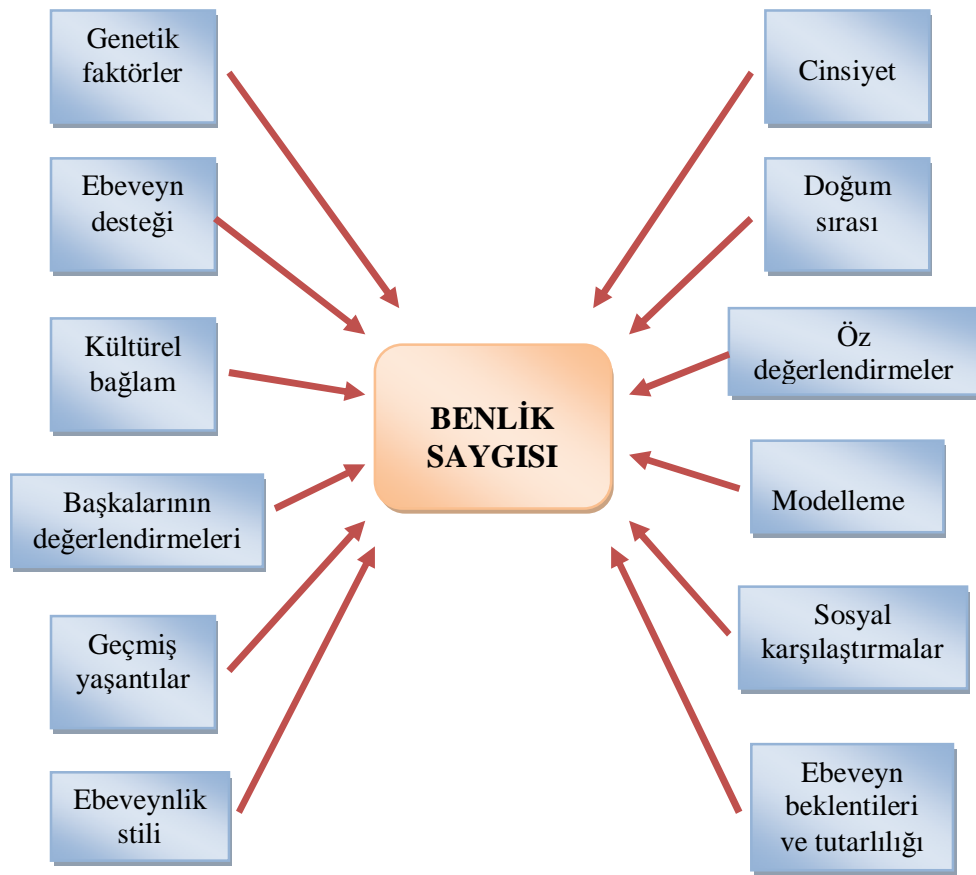 Genetik
faktörler
Ebeveyn
desteği
Kültürel
bağlam
Başkalarının
değerlendirmeleri
Geçmiş
yaşantılar
Ebeveynlik
stili
BENLİK
SAYGISI
Cinsiyet
Doğum
sırası
Öz
değerlendirmeler
Modelleme
Sosyal
karşılaştırmalar
Ebeveyn
beklentileri
ve tutarlılığı